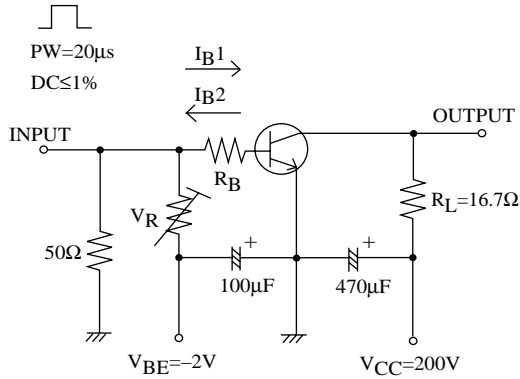 PW=20µs
DC≤1%
IB1
IB2
INPUT
OUTPUT
RB
VR
RL=16.7Ω
50Ω
+
+
100µF
470µF
VBE=–2V
VCC=200V